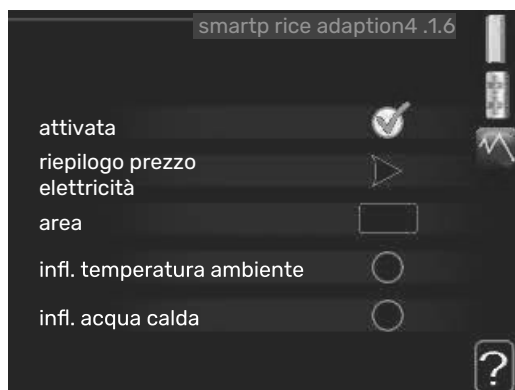 smartp rice adaption4 .1.6
attivata
riepilogo prezzo
elettricità
area
infl. temperatura ambiente
infl. acqua calda
?